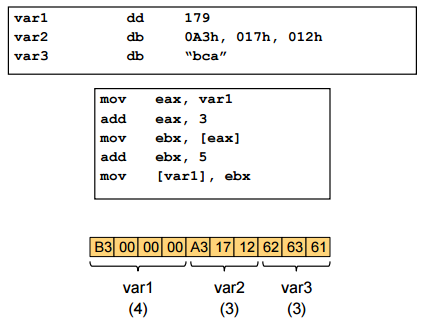 var1 dd 179
var2 db 0A3h, 017h, 012h
var3 db “bca”
mov eax, var1
add eax, 3
mov ebx, [eax]
add ebx, 5
mov [var1], ebx
B3 00 00 00 A3 17 12 62 63 61
var1 var2 var3
(4) (3) (3)